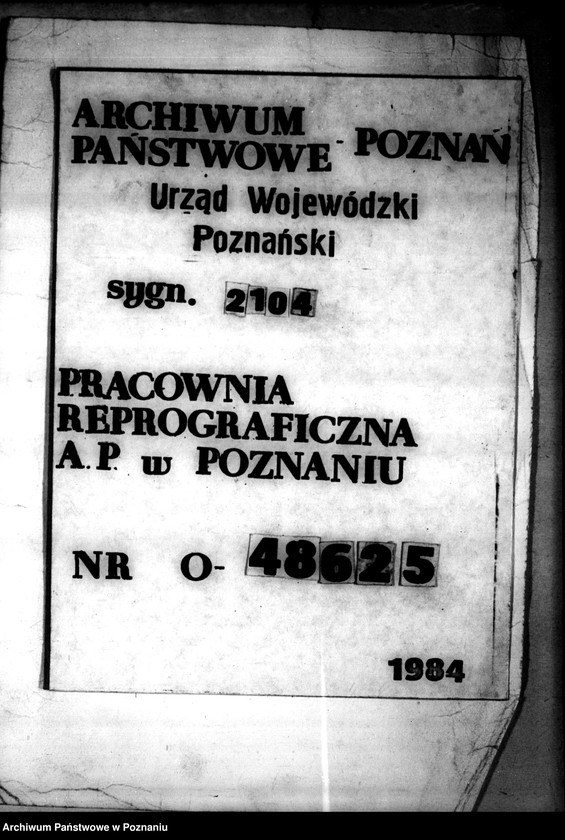 ARCHIWUM
PAŃSTWOWE - POZNAŃ
Urząd Wojewódzki
Poznański
sygn. 2104
PRACOWNIA
REPROGRAFICZNA
A.P. w POZNANIU
NR O- 48625
1984
Archiwum Państwowe w Poznaniu